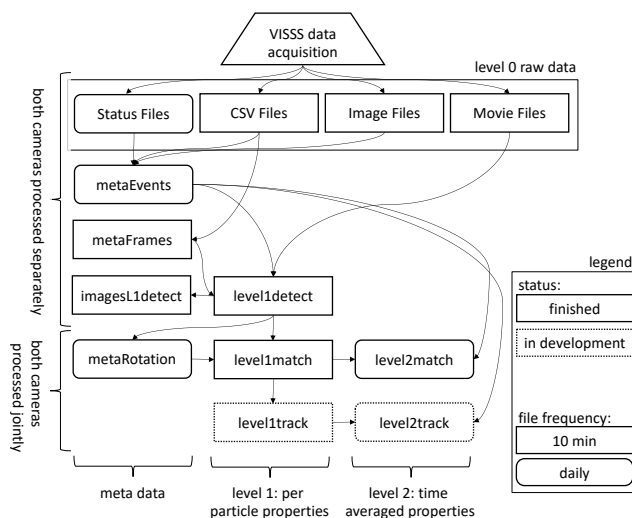 VISSS data
acquisition
level 0 raw data
Status Files
CSV Files
Image Files
Movie Files
both cameras processed separately
metaEvents
metaFrames
imagesL1detect
level1detect
both cameras
processed jointly
metaRotation
level1match
level2match
level1track
level2track
meta data
level 1: per
particle properties
level 2: time
averaged properties
legend
status:
finished
in development
file frequency:
10 min
daily